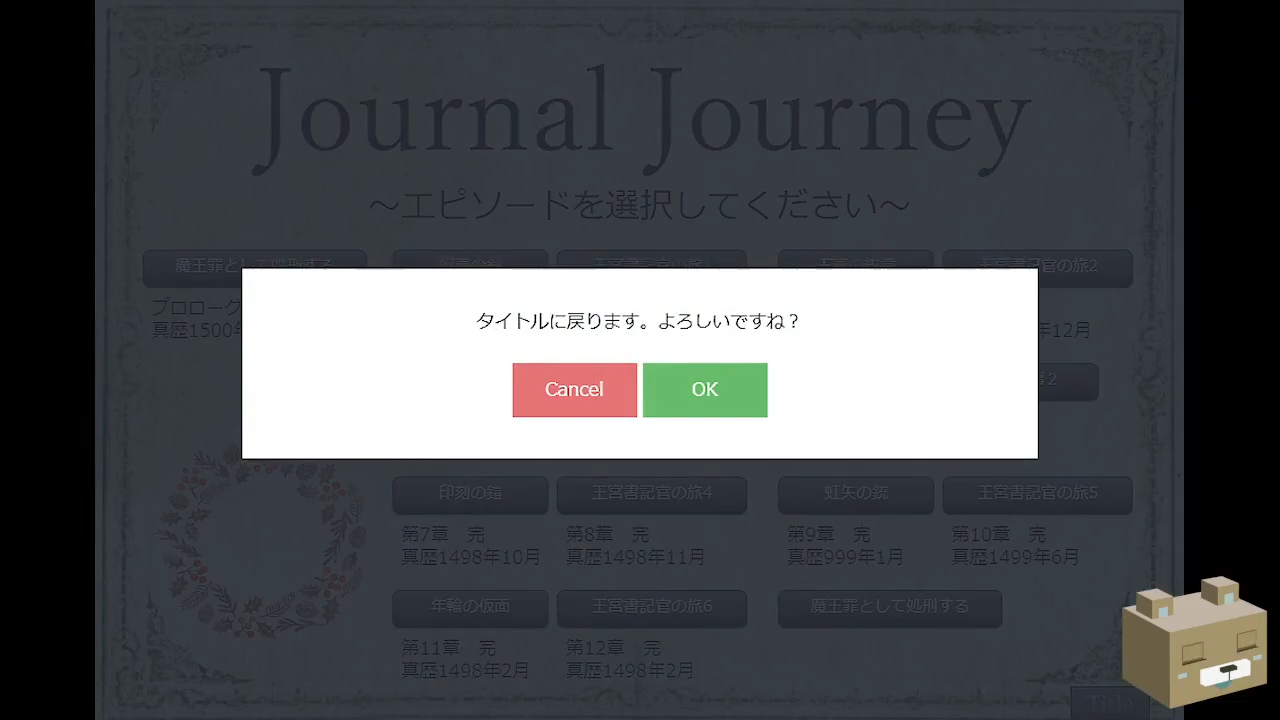 Journal Journey
～エピソードを選択してください～
魔王罪として処刑する
王宮書記官の旅2
プロローグ
真歴1500年
年12月
タイトルに戻ります。よろしいですね？
Cancel
OK
者2
印刻の鎧
王宮書記官の旅4
虹矢の銃
王宮書記官の旅5
第7章　完
第8章　完
第9章　完
第10章　完
真歴1498年10月
真歴1498年11月
真歴999年1月
真歴1499年6月
年輪の仮面
王宮書記官の旅6
魔王罪として処刑する
第11章　完
第12章　完
真歴1498年2月
真歴1498年2月
Title